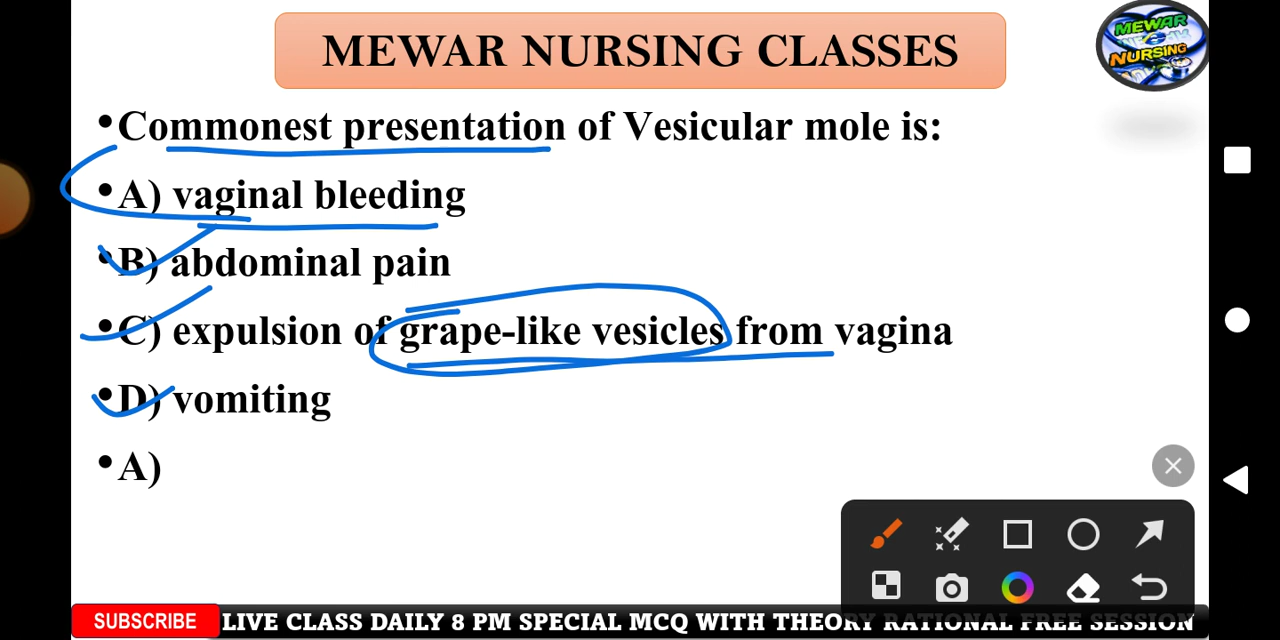 MEWAR NURSING CLASSES
MEWAR
NURSING
•Commonest presentation of Vesicular mole is:
•A) vaginal bleeding
•B) abdominal pain
•C) expulsion of grape-like vesicles from vagina
•D) vomiting
•A)
SUBSCRIBE LIVE CLASS DAILY 8 PM SPECIAL MCQ WITH THEORY RATIONAL FREE SESSION